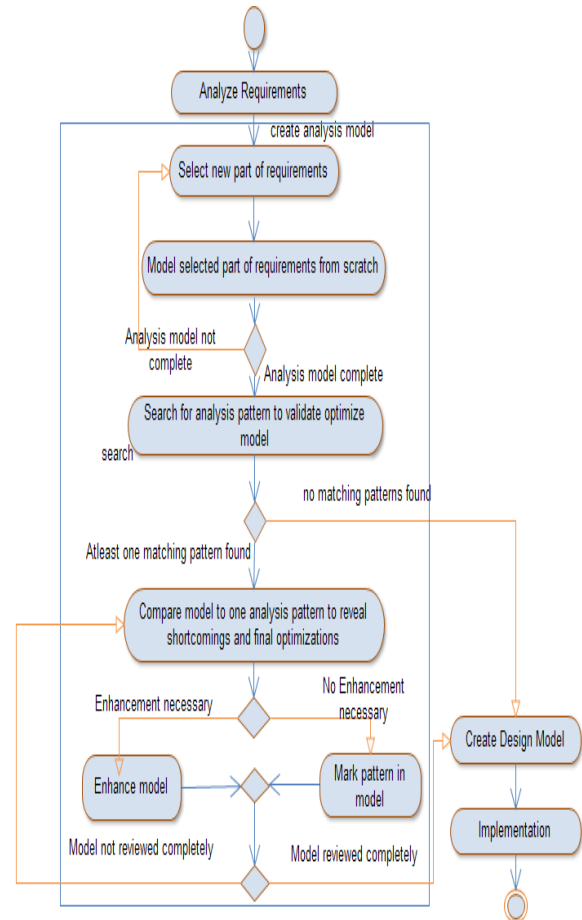 Analyze Requirements
create analysis model
Select new part of requirements
Model selected part of requirements from scratch
Analysis model not
complete
Analysis model complete
Search for analysis pattern to validate optimize
model
search
no matching patterns found
Atleast one matching pattern found
Compare model to one analysis pattern to reveal
shortcomings and final optimizations
Enhancement necessary
No Enhancement
necessary
Enhance model
Mark pattern in
model
Create Design Model
Implementation
Model not reviewed completely
Model reviewed completely